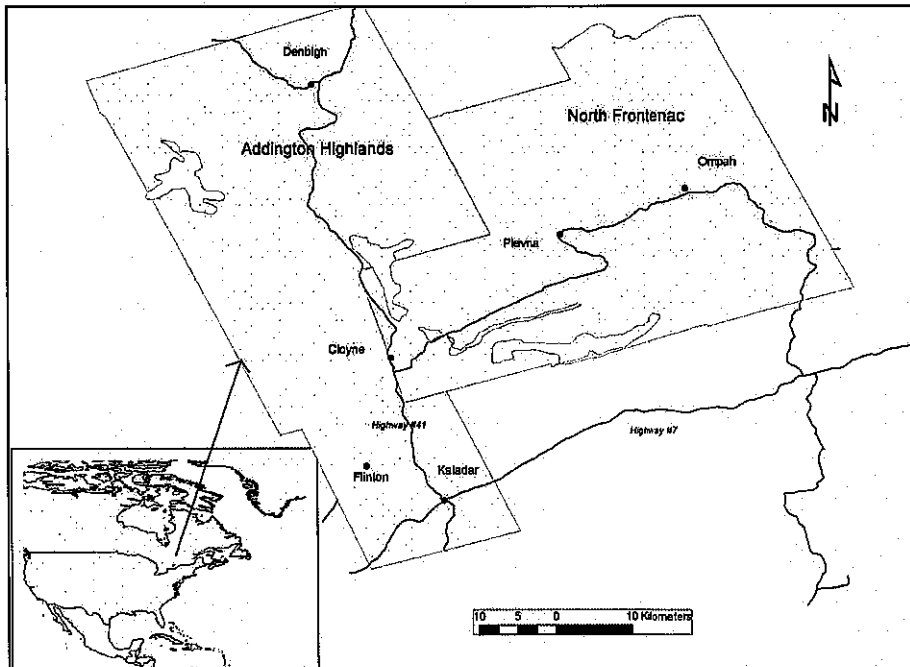 Denbigh
North Frontenac
N
Addington Highlands
Ompah
Plevna
Cloyne
Highway #41
Highway #7
Flinton
Kaladar
10 5 0 10 Kilometers